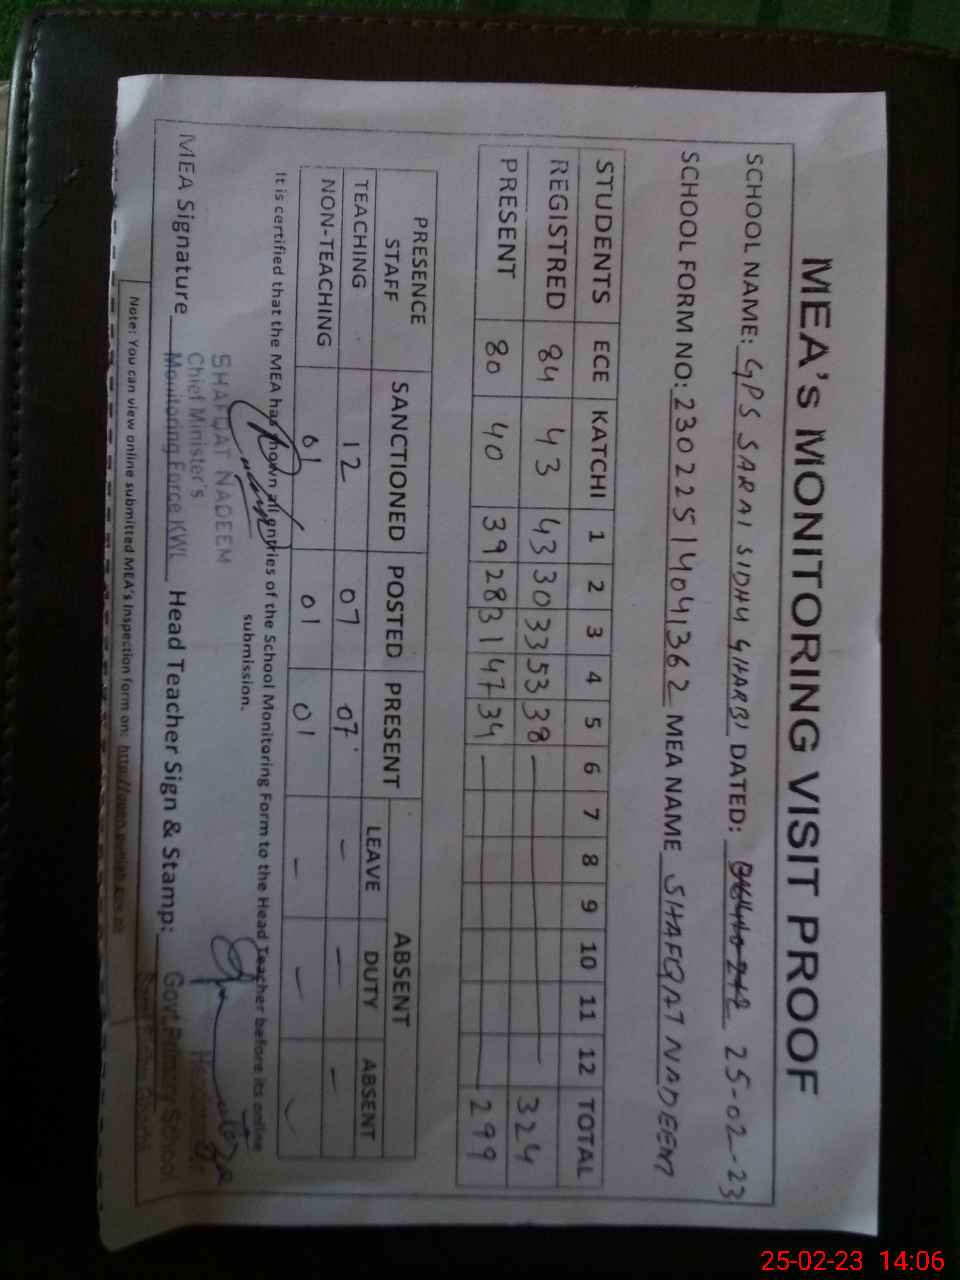 MEA'S MONITORING VISIT PROOF
SCHOOL NAME: GPS SARAI SIDHU GHARBI DATED: 25-02-23
SCHOOL FORM NO: 23022514041362 MEA NAME SHAFQAT NADEEM
STUDENTS ECE KATCHI 1 2 3 4 5 6 7 8 9 10 11 12 TOTAL
REGISTRED 84 43 43 30 33 53 38 — 324
PRESENT 80 40 39 28 31 47 34 — 299
PRESENCE STAFF SANCTIONED POSTED PRESENT ABSENT
LEAVE DUTY ABSENT
TEACHING 12 07 07 - - -
NON-TEACHING 01 01 01 - -
It is certified that the MEA has shown all entries of the School Monitoring Form to the Head Teacher before its online
submission.
SHAFQAT NADEEM
Chief Minister's
Monitoring Force KWL
MEA Signature Head Teacher Sign & Stamp:
Govt. Primary School
Note: You can view online submitted MEA's Inspection form on:
25-02-23 14:06